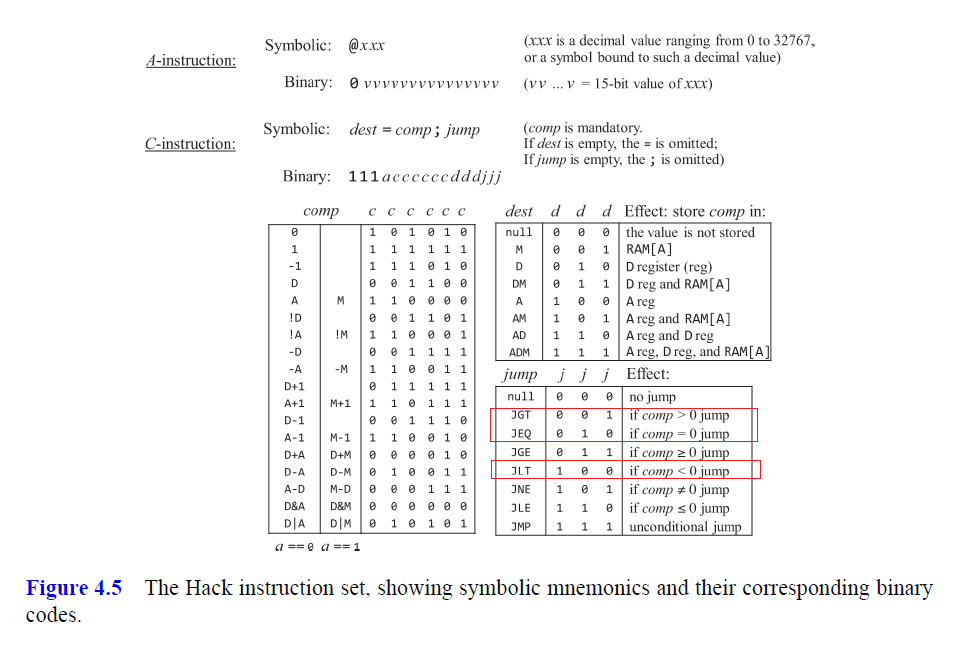 Symbolic: @xxx (xxx is a decimal value ranging from 0 to 32767,
A-instruction: or a symbol bound to such a decimal value)
Binary: 0 v v v v v v v v v v v v v v v (v v ... v = 15-bit value of xxx)
Symbolic: dest = comp ; jump (comp is mandatory.
C-instruction: If dest is empty, the = is omitted;
If jump is empty, the ; is omitted)
Binary: 111accccccdddjjj
comp c c c c c c
0 1 0 1 0 1 0
1 1 1 1 1 1 1
-1 1 1 1 0 1 0
D 0 0 1 1 0 0
A M 1 1 0 0 0 0
!D 0 0 1 1 0 1
!A !M 1 1 0 0 0 1
-D 0 0 1 1 1 1
-A -M 1 1 0 0 1 1
D+1 0 1 1 1 1 1
A+1 M+1 1 1 0 1 1 1
D-1 0 0 1 1 1 0
A-1 M-1 1 1 0 0 1 0
D+A D+M 0 0 0 0 1 0
D-A D-M 0 1 0 0 1 1
A-D M-D 0 0 0 1 1 1
D&A D&M 0 0 0 0 0 0
D|A D|M 0 1 0 1 0 1
a == 0 a == 1
dest d d d Effect: store comp in:
null 0 0 0 the value is not stored
M 0 0 1 RAM[A]
D 0 1 0 D register (reg)
DM 0 1 1 D reg and RAM[A]
A 1 0 0 A reg
AM 1 0 1 A reg and RAM[A]
AD 1 1 0 A reg and D reg
ADM 1 1 1 A reg, D reg, and RAM[A]
jump j j j Effect:
null 0 0 0 no jump
JGT 0 0 1 if comp > 0 jump
JEQ 0 1 0 if comp = 0 jump
JGE 0 1 1 if comp ≥ 0 jump
JLT 1 0 0 if comp < 0 jump
JNE 1 0 1 if comp ≠ 0 jump
JLE 1 1 0 if comp ≤ 0 jump
JMP 1 1 1 unconditional jump
Figure 4.5 The Hack instruction set, showing symbolic mnemonics and their corresponding binary
codes.